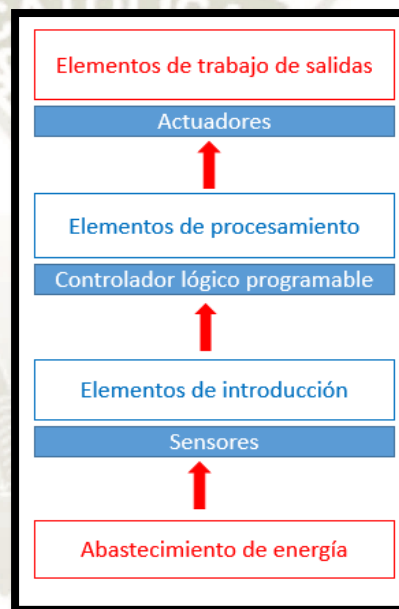 Elementos de trabajo de salidas
Actuadores
Elementos de procesamiento
Controlador lógico programable
Elementos de introducción
Sensores
Abastecimiento de energía